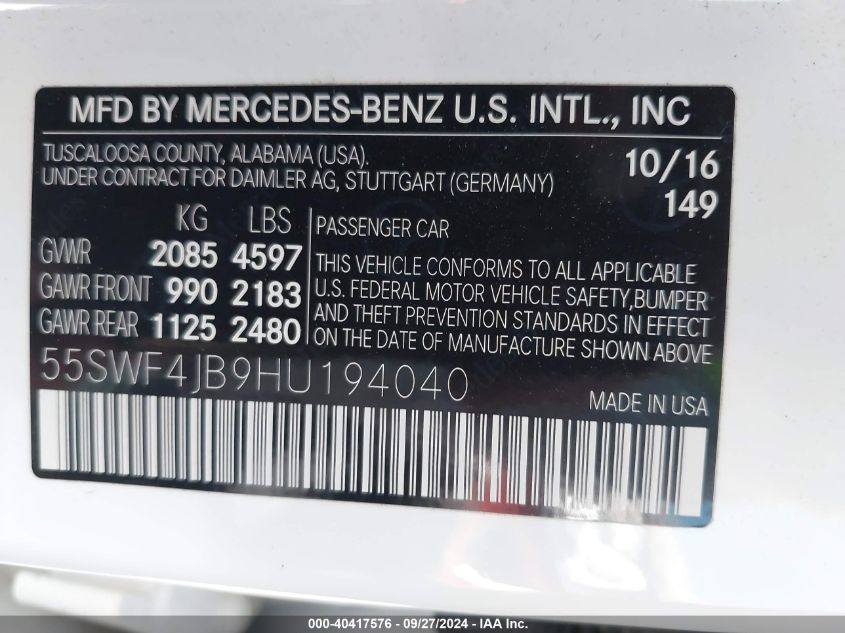 MFD BY MERCEDES-BENZ U.S. INTL., INC
TUSCALOOSA COUNTY, ALABAMA (USA).
UNDER CONTRACT FOR DAIMLER AG, STUTTGART (GERMANY)
10/16
149
KG LBS
GVWR 2085 4597
GAWR FRONT 990 2183
GAWR REAR 1125 2480
PASSENGER CAR
THIS VEHICLE CONFORMS TO ALL APPLICABLE
U.S. FEDERAL MOTOR VEHICLE SAFETY,BUMPER
AND THEFT PREVENTION STANDARDS IN EFFECT
ON THE DATE OF MANUFACTURE SHOWN ABOVE.
55SWF4JB9HU194040
MADE IN USA
000-40417576 - 09/27/2024 - IAA Inc.